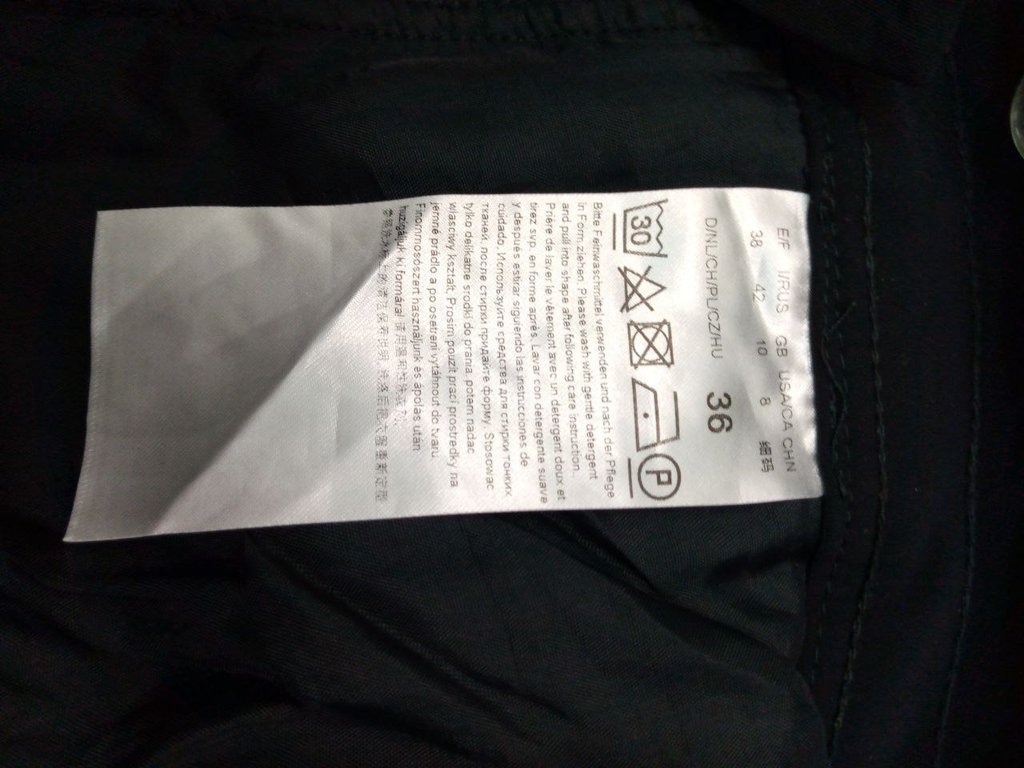 E/F I/RUS GB USA/CA CHN
38 42 10 8 细码
D/NL/CH/PL/CZ/HU 36
30 P
Bitte Feinwaschmittel verwenden und nach der Pflege
in Form ziehen. Please wash with gentle detergent
and pull into shape after following care instruction.
Prière de laver le vêtement avec un détergent doux et
tirez svp. en forme après. Lavar con detergente suave
y después estirar siguiendo las instrucciones de
cuidado. Используйте средства для стирки тонких
тканей, после стирки придайте форму. Stosować
tylko delikatne środki do prania, potem nadać
właściwy kształt. Prosím použít prací prostředky na
jemné prádlo a po ošetření vytáhnout do tvaru.
Finommosószert használjunk és ápolás után
húzigáljuk ki formára!